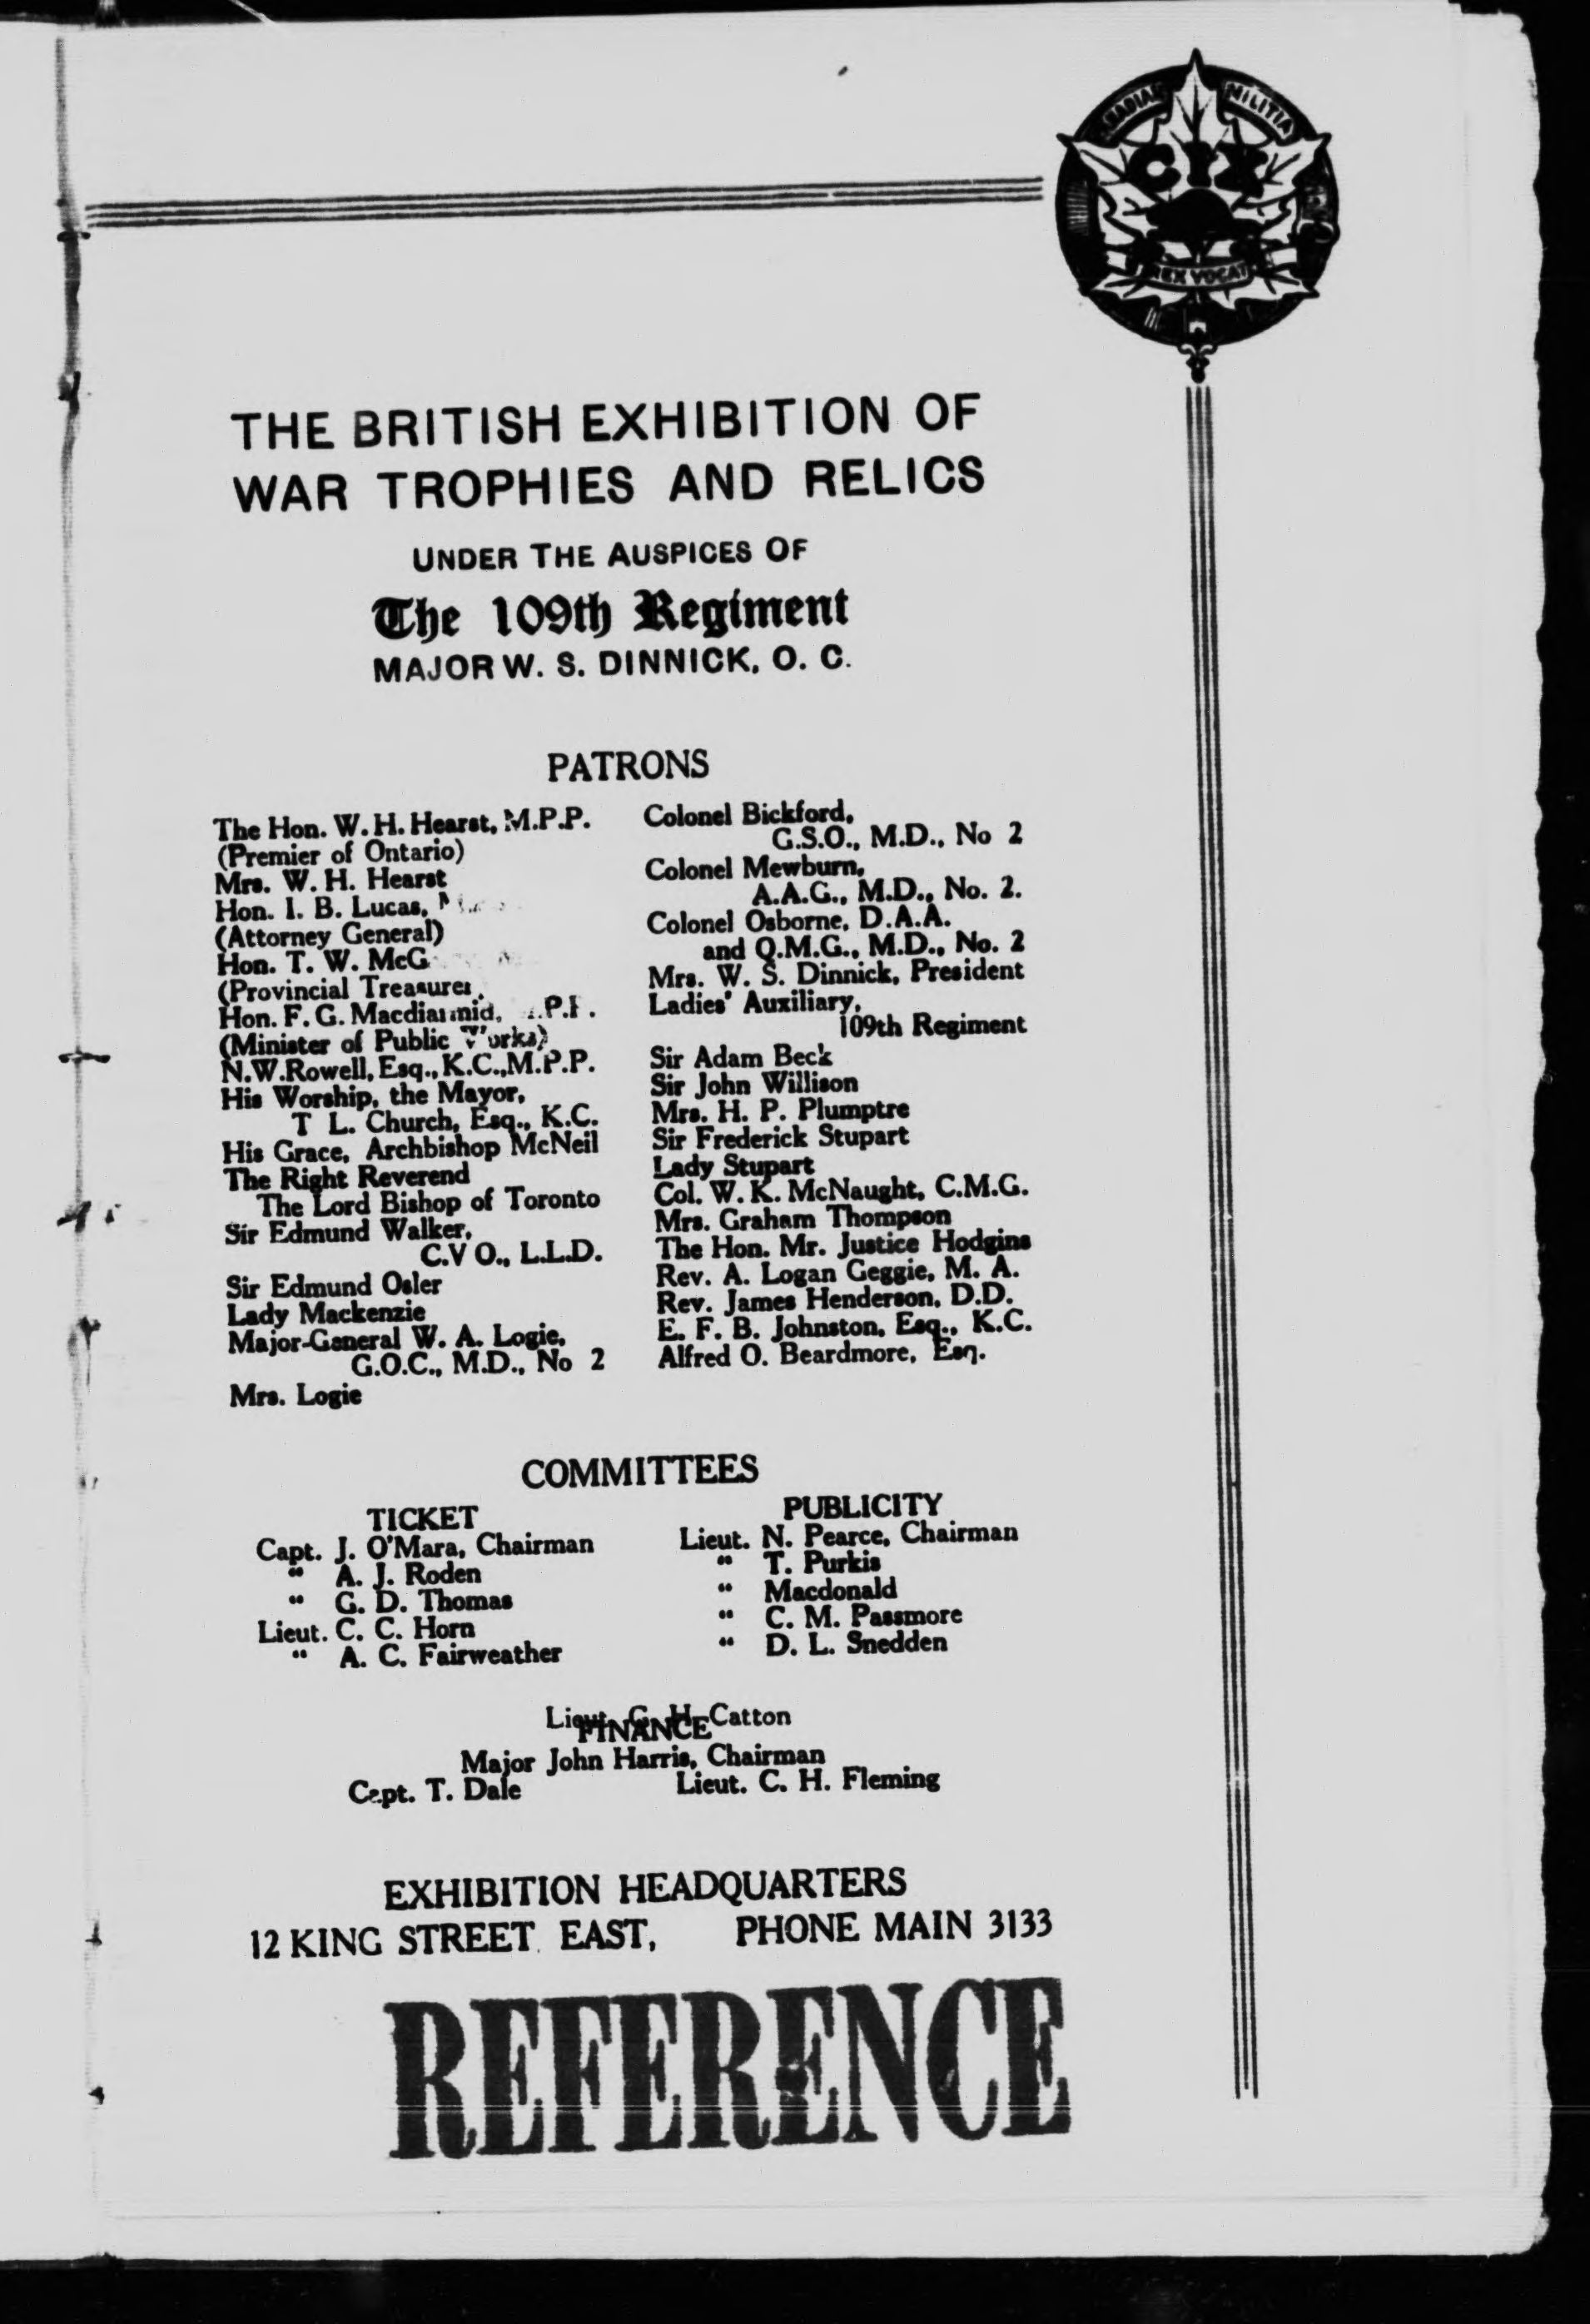 CANADIAN MILITIA
CIX
REX VOCAT
THE BRITISH EXHIBITION OF
WAR TROPHIES AND RELICS
UNDER THE AUSPICES OF
The 109th Regiment
MAJOR W. S. DINNICK, O. C.
PATRONS
The Hon. W. H. Hearst, M.P.P.
(Premier of Ontario)
Mrs. W. H. Hearst
Hon. I. B. Lucas,
(Attorney General)
Hon. T. W. McG
(Provincial Treasurer
Hon. F. G. Macdiarmid,
(Minister of Public Works)
N.W.Rowell, Esq., K.C.,M.P.P.
His Worship, the Mayor,
T L. Church, Esq., K.C.
His Grace, Archbishop McNeil
The Right Reverend
The Lord Bishop of Toronto
Sir Edmund Walker,
C.V O., L.L.D.
Sir Edmund Osler
Lady Mackenzie
Major-General W. A. Logie,
G.O.C., M.D., No 2
Mrs. Logie
Colonel Bickford,
G.S.O., M.D., No 2
Colonel Mewburn,
A.A.G., M.D., No. 2.
Colonel Osborne, D.A.A.
and Q.M.G., M.D., No. 2
Mrs. W. S. Dinnick, President
Ladies' Auxiliary,
109th Regiment
Sir Adam Beck
Sir John Willison
Mrs. H. P. Plumptre
Sir Frederick Stupart
Lady Stupart
Col. W. K. McNaught, C.M.G.
Mrs. Graham Thompson
The Hon. Mr. Justice Hodgins
Rev. A. Logan Geggie, M. A.
Rev. James Henderson, D.D.
E. F. B. Johnston, Esq., K.C.
Alfred O. Beardmore, Esq.
COMMITTEES
TICKET
Capt. J. O'Mara, Chairman
“ A. J. Roden
“ G. D. Thomas
Lieut. C. C. Horn
“ A. C. Fairweather
PUBLICITY
Lieut. N. Pearce, Chairman
“ T. Purkis
“ Macdonald
“ C. M. Passmore
“ D. L. Snedden
Lieut. G. H. Catton
FINANCE
Major John Harris, Chairman
Capt. T. Dale Lieut. C. H. Fleming
EXHIBITION HEADQUARTERS
12 KING STREET EAST, PHONE MAIN 3133
REFERENCE